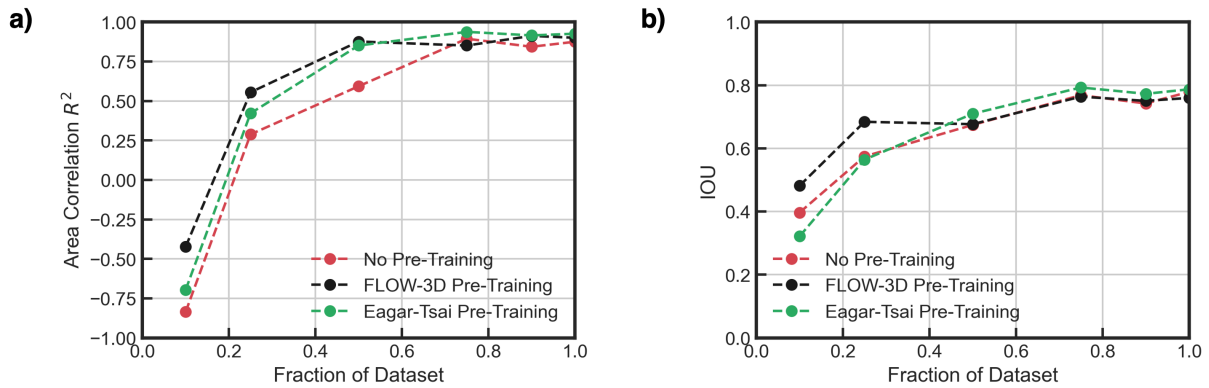 a)
Area Correlation R²
1.00
0.75
0.50
0.25
0.00
−0.25
−0.50
−0.75
−1.00
No Pre-Training
FLOW-3D Pre-Training
Eagar-Tsai Pre-Training
0.0 0.2 0.4 0.6 0.8 1.0
Fraction of Dataset
b)
IOU
1.0
0.8
0.6
0.4
0.2
0.0
No Pre-Training
FLOW-3D Pre-Training
Eagar-Tsai Pre-Training
0.0 0.2 0.4 0.6 0.8 1.0
Fraction of Dataset